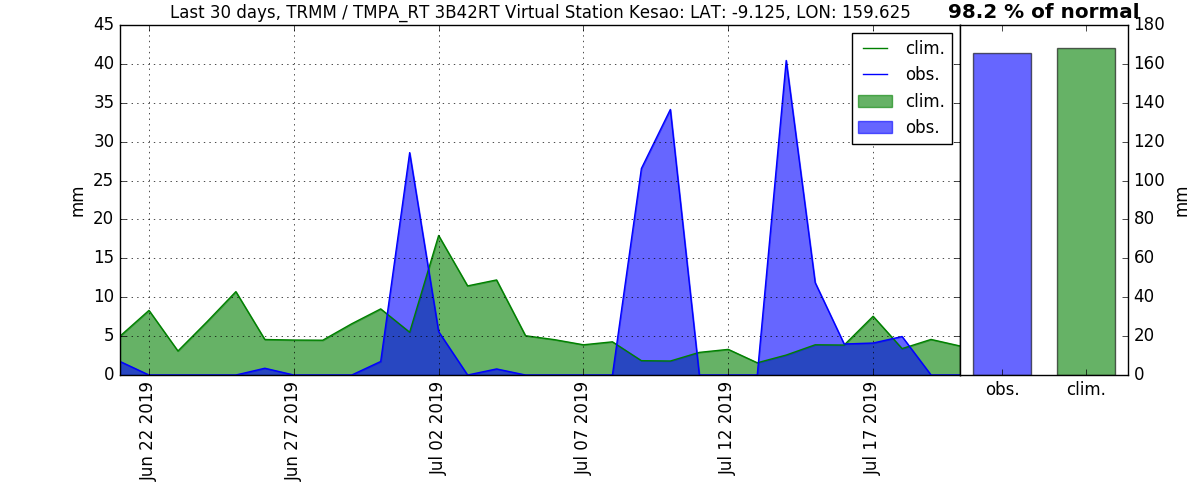 Last 30 days, TRMM / TMPA_RT 3B42RT Virtual Station Kesao: LAT: -9.125, LON: 159.625
98.2 % of normal
45
40
35
30
25
20
15
10
5
0
mm
clim.
obs.
clim.
obs.
Jun 22 2019
Jun 27 2019
Jul 02 2019
Jul 07 2019
Jul 12 2019
Jul 17 2019
180
160
140
120
100
80
60
40
20
0
mm
obs.
clim.